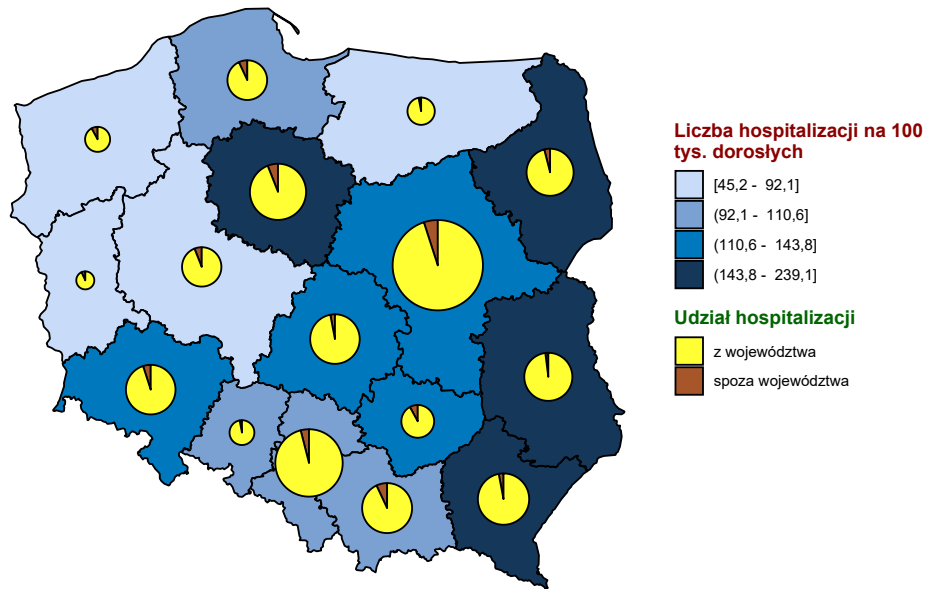 Liczba hospitalizacji na 100
tys. dorosłych
[45,2 - 92,1]
(92,1 - 110,6]
(110,6 - 143,8]
(143,8 - 239,1]
Udział hospitalizacji
z województwa
spoza województwa